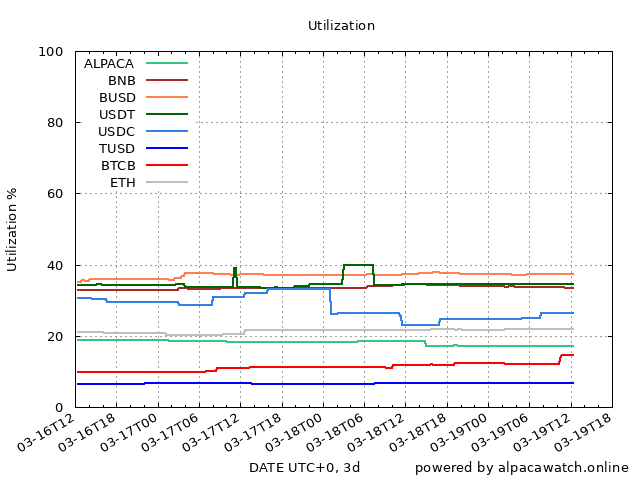 Utilization
100
80
60
40
20
0
Utilization %
ALPACA
BNB
BUSD
USDT
USDC
TUSD
BTCB
ETH
03-16T12
03-16T18
03-17T00
03-17T06
03-17T12
03-17T18
03-18T00
03-18T06
03-18T12
03-18T18
03-19T00
03-19T06
03-19T12
03-19T18
DATE UTC+0, 3d
powered by alpacawatch.online